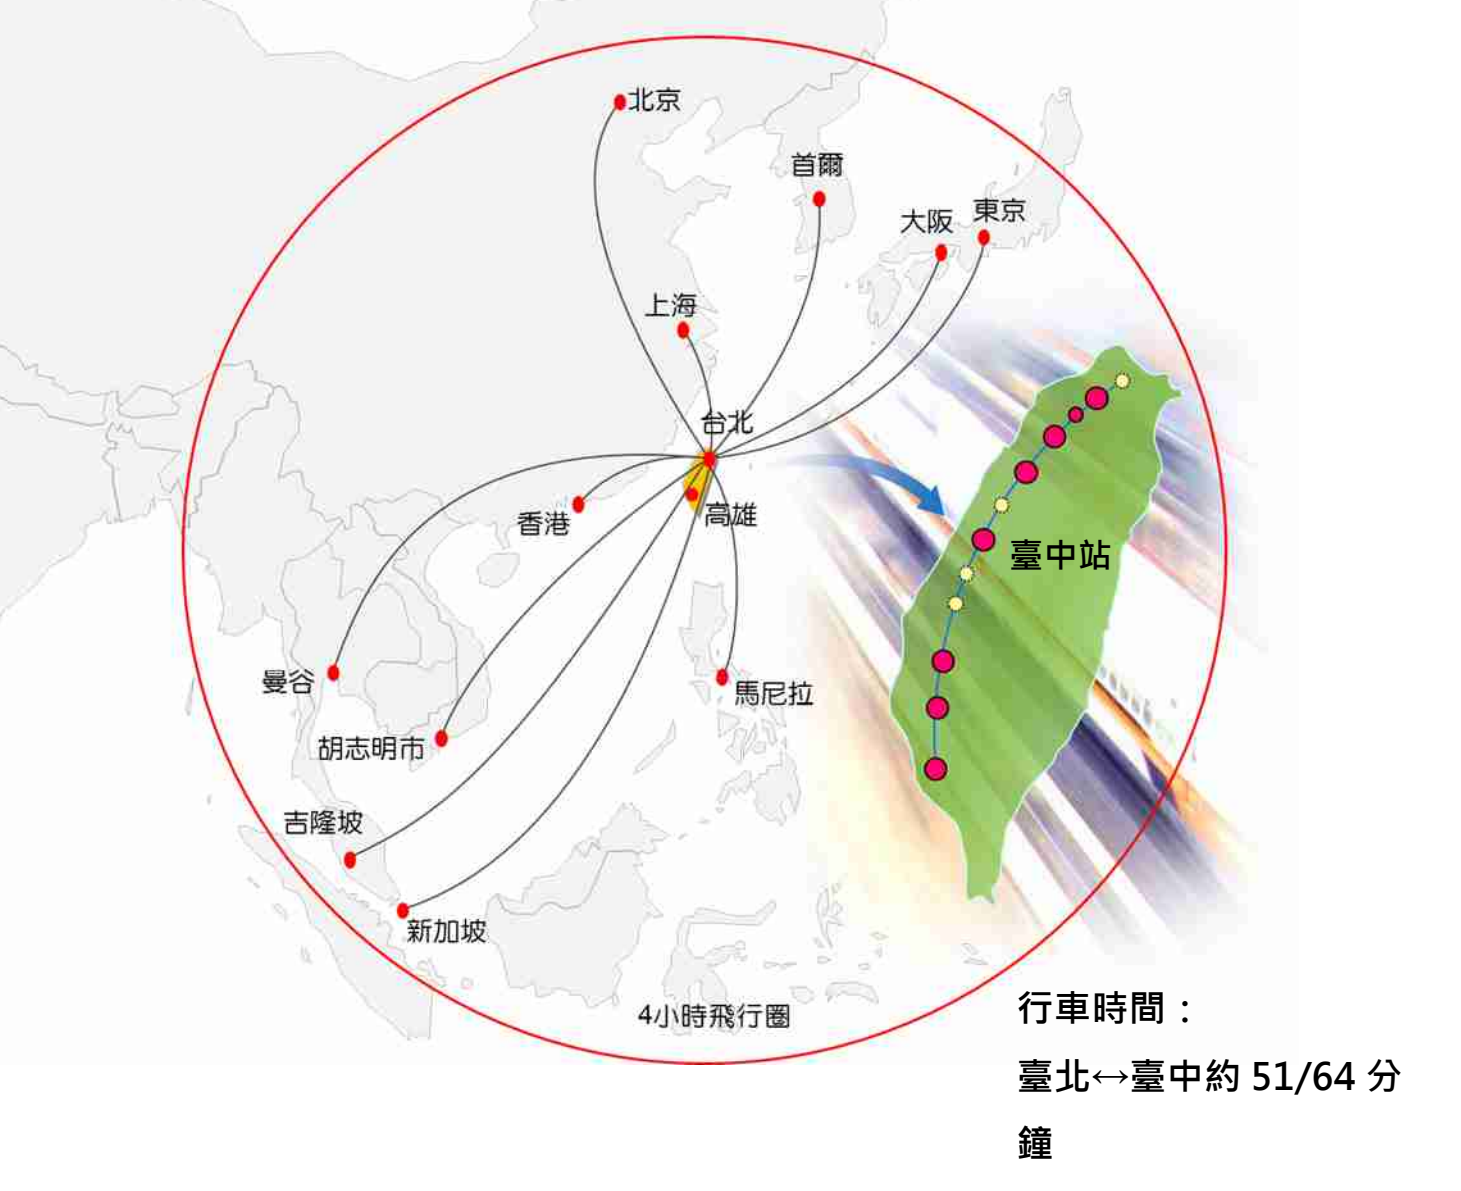 北京
首爾
大阪
東京
上海
台北
香港
高雄
臺中站
曼谷
馬尼拉
胡志明市
吉隆坡
新加坡
4小時飛行圈
行車時間：
臺北↔臺中約 51/64 分
鐘